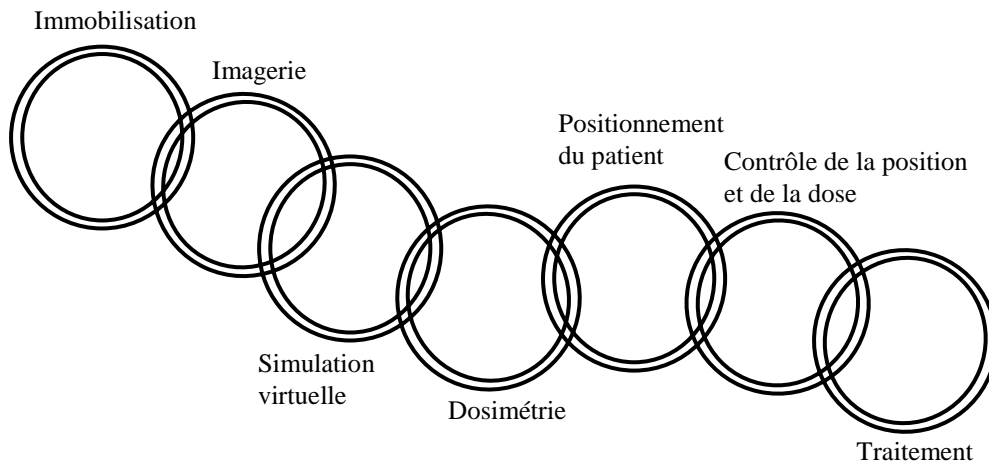 Immobilisation
Imagerie
Simulation
virtuelle
Dosimétrie
Positionnement
du patient
Contrôle de la position
et de la dose
Traitement